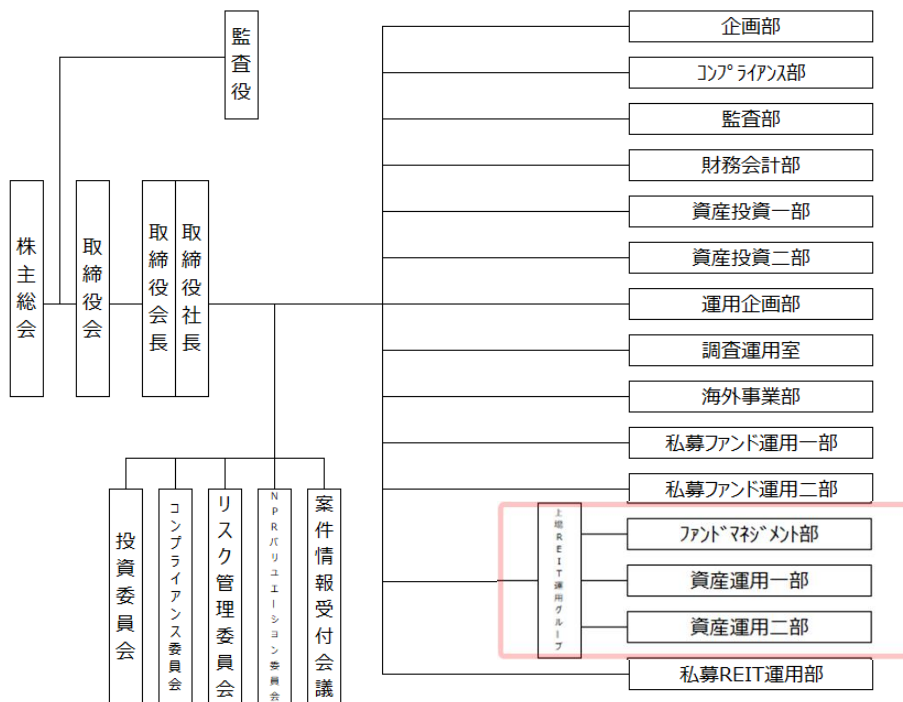 監査役
株主総会
取締役会
取締役会長
取締役社長
投資委員会
コンプライアンス委員会
リスク管理委員会
NPRバリュエーション委員会
案件情報受付会議
企画部
コンプライアンス部
監査部
財務会計部
資産投資一部
資産投資二部
運用企画部
調査運用室
海外事業部
私募ファンド運用一部
私募ファンド運用二部
上場REIT運用グループ
ファンドマネジメント部
資産運用一部
資産運用二部
私募REIT運用部